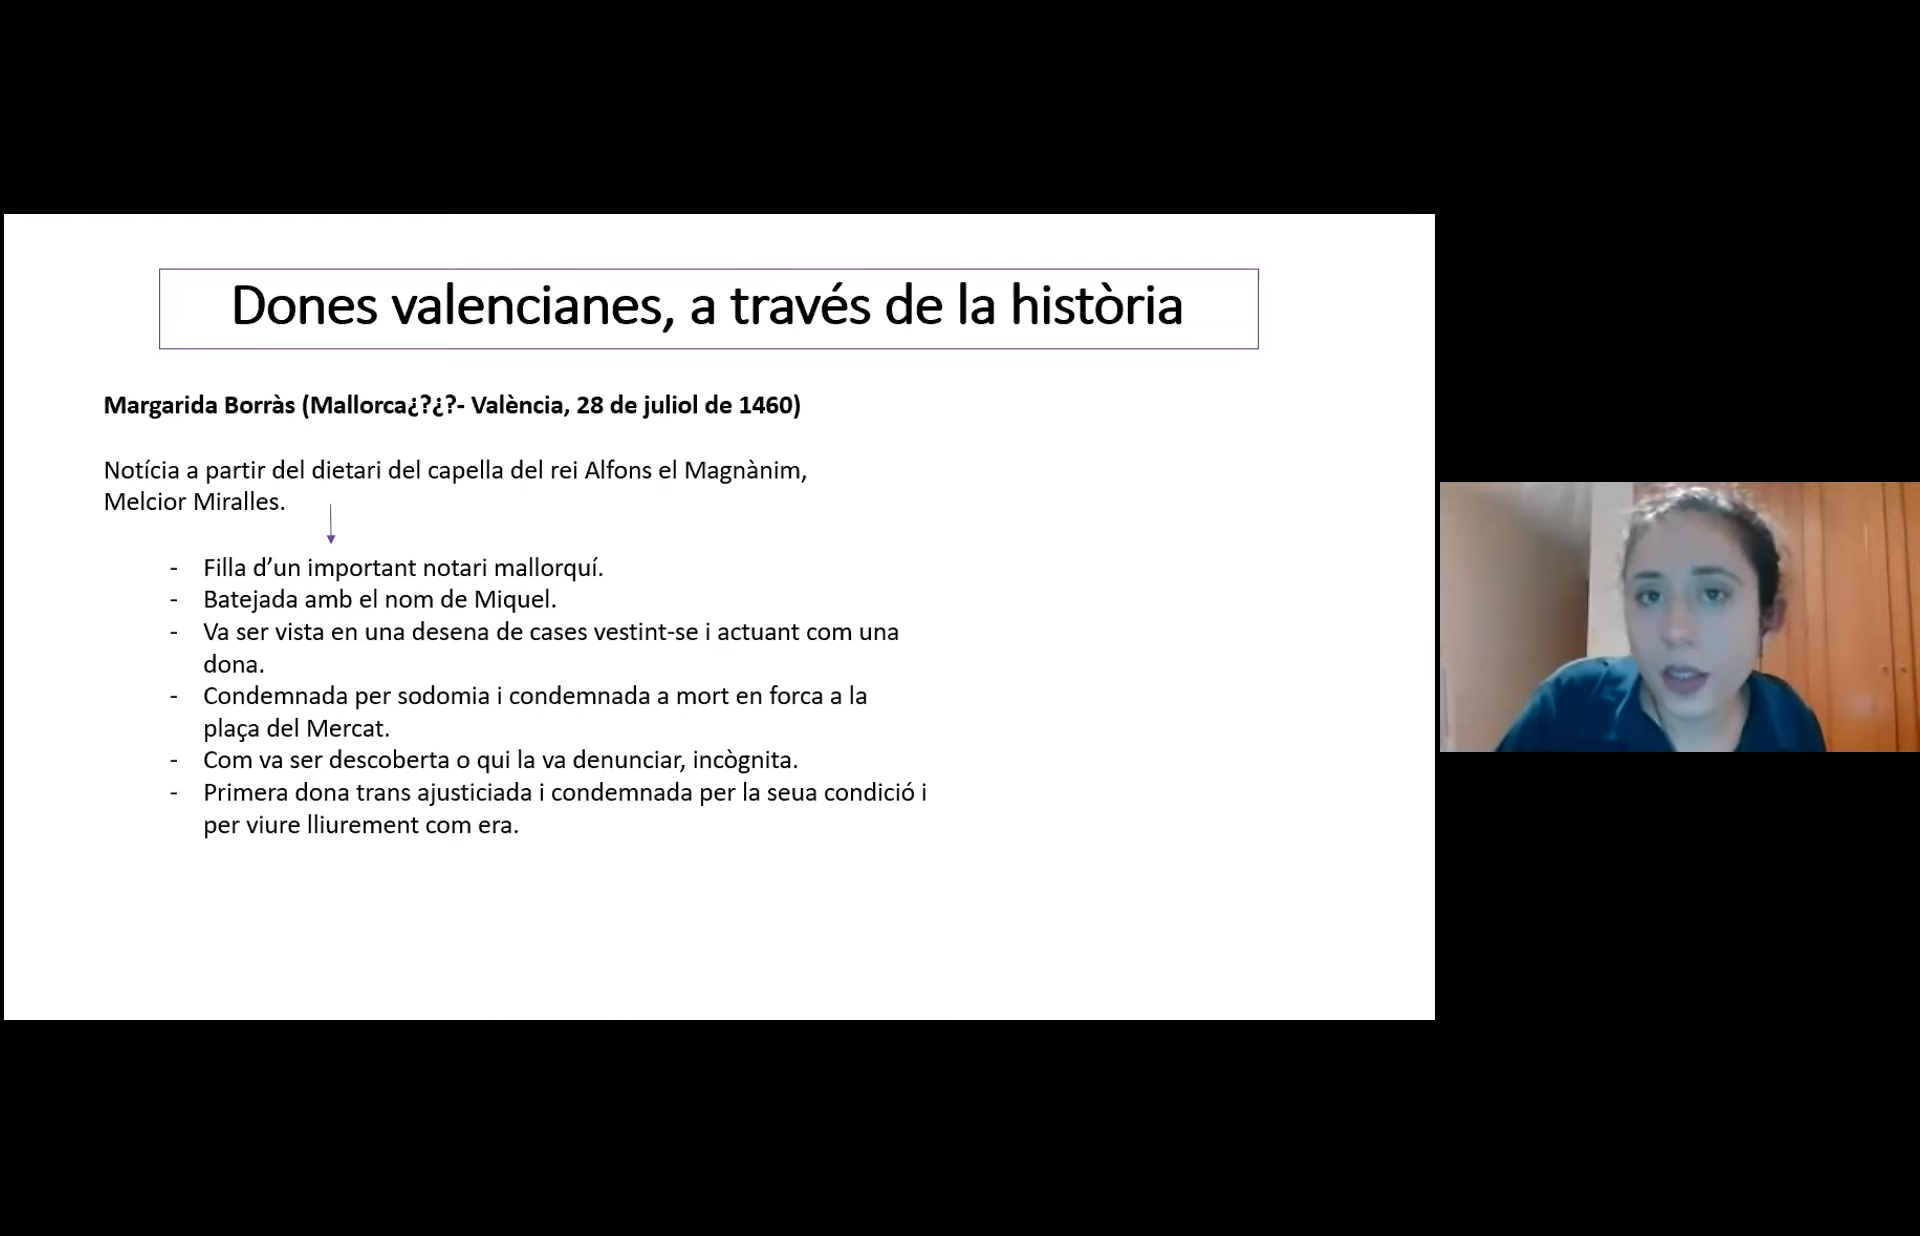 Dones valencianes, a través de la història
Margarida Borràs (Mallorca¿?¿?- València, 28 de juliol de 1460)
Notícia a partir del dietari del capella del rei Alfons el Magnànim,
Melcior Miralles.
- Filla d’un important notari mallorquí.
- Batejada amb el nom de Miquel.
- Va ser vista en una desena de cases vestint-se i actuant com una
dona.
- Condemnada per sodomia i condemnada a mort en forca a la
plaça del Mercat.
- Com va ser descoberta o qui la va denunciar, incògnita.
- Primera dona trans ajusticiada i condemnada per la seua condició i
per viure lliurement com era.